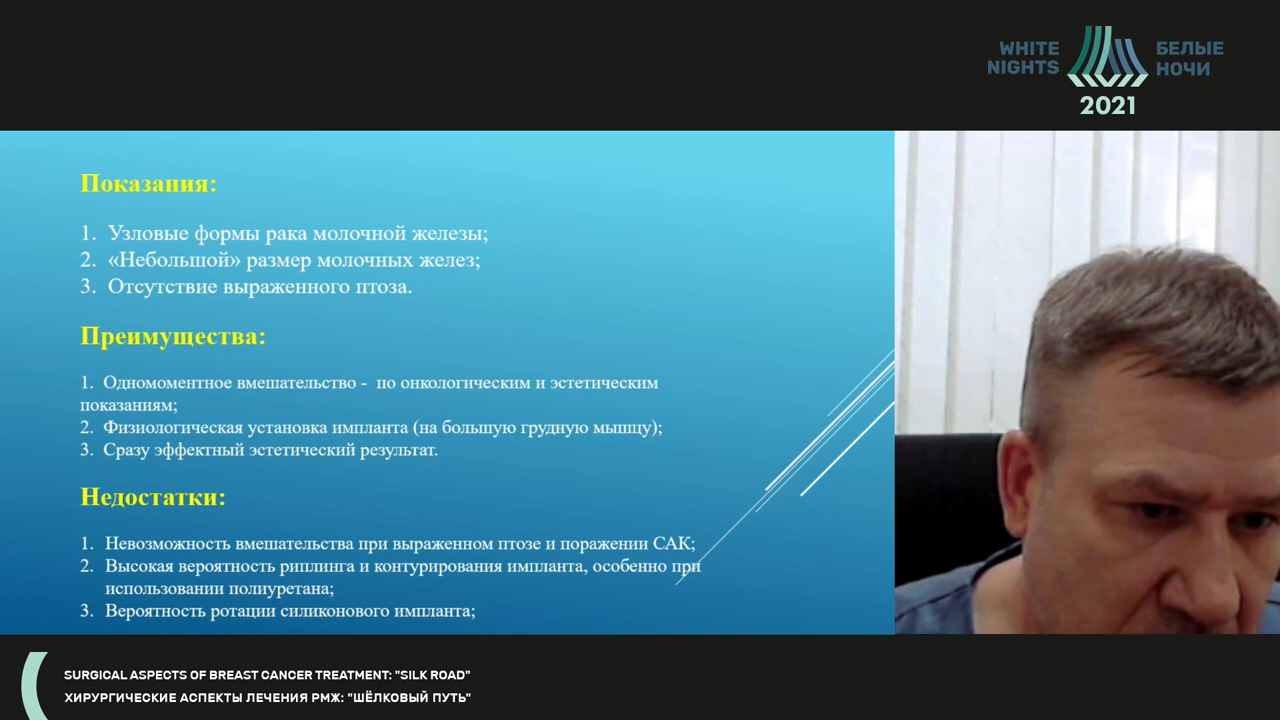 WHITE
NIGHTS
БЕЛЫЕ
НОЧИ
2021
Показания:
1. Узловые формы рака молочной железы;
2. «Небольшой» размер молочных желез;
3. Отсутствие выраженного птоза.
Преимущества:
1. Одномоментное вмешательство - по онкологическим и эстетическим
показаниям;
2. Физиологическая установка импланта (на большую грудную мышцу);
3. Сразу эффектный эстетический результат.
Недостатки:
1. Невозможность вмешательства при выраженном птозе и поражении САК;
2. Высокая вероятность риплинга и контурирования импланта, особенно при
использовании полиуретана;
3. Вероятность ротации силиконового импланта;
SURGICAL ASPECTS OF BREAST CANCER TREATMENT: "SILK ROAD"
ХИРУРГИЧЕСКИЕ АСПЕКТЫ ЛЕЧЕНИЯ РМЖ: "ШЁЛКОВЫЙ ПУТЬ"